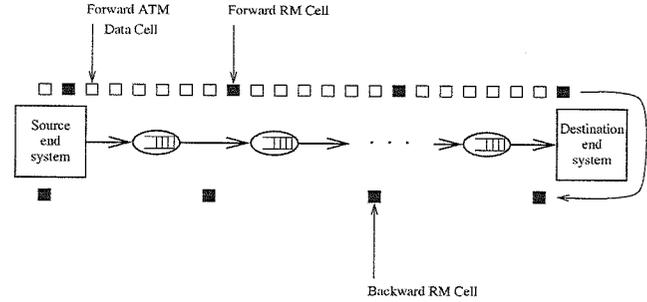 Forward ATM
Data Cell
Forward RM Cell
Source
end
system
. . .
Destination
end
system
Backward RM Cell